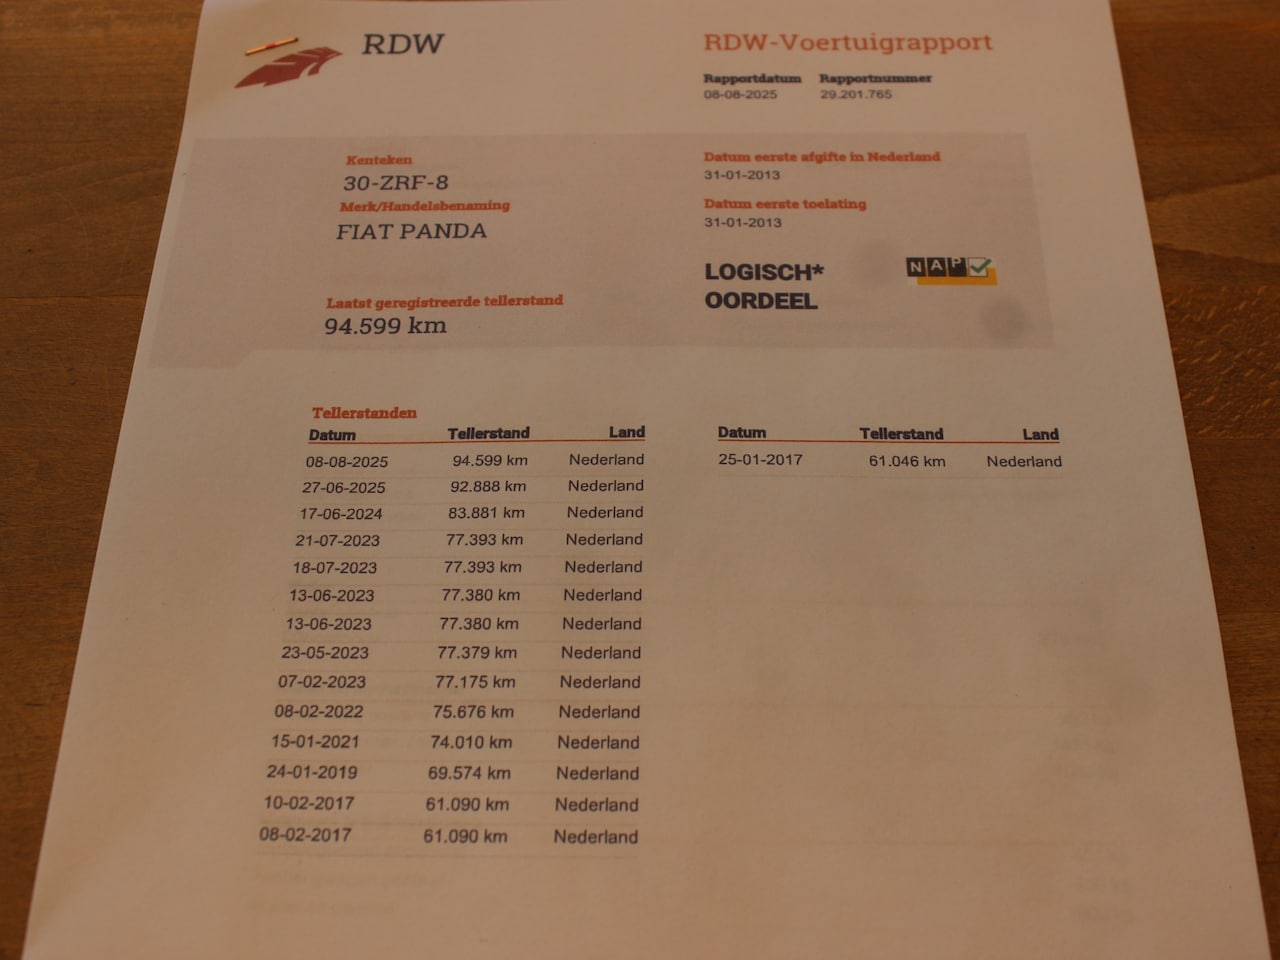 RDW
RDW-Voertuigrapport
Rapportdatum Rapportnummer
08-08-2025 29.201.765
Kenteken
30-ZRF-8
Merk/Handelsbenaming
FIAT PANDA
Laatst geregistreerde tellerstand
94.599 km
Datum eerste afgifte in Nederland
31-01-2013
Datum eerste toelating
31-01-2013
LOGISCH*
OORDEEL
NAP
Tellerstanden
Datum Tellerstand Land
08-08-2025 94.599 km Nederland
27-06-2025 92.888 km Nederland
17-06-2024 83.881 km Nederland
21-07-2023 77.393 km Nederland
18-07-2023 77.393 km Nederland
13-06-2023 77.380 km Nederland
13-06-2023 77.380 km Nederland
23-05-2023 77.379 km Nederland
07-02-2023 77.175 km Nederland
08-02-2022 75.676 km Nederland
15-01-2021 74.010 km Nederland
24-01-2019 69.574 km Nederland
10-02-2017 61.090 km Nederland
08-02-2017 61.090 km Nederland
Datum Tellerstand Land
25-01-2017 61.046 km Nederland